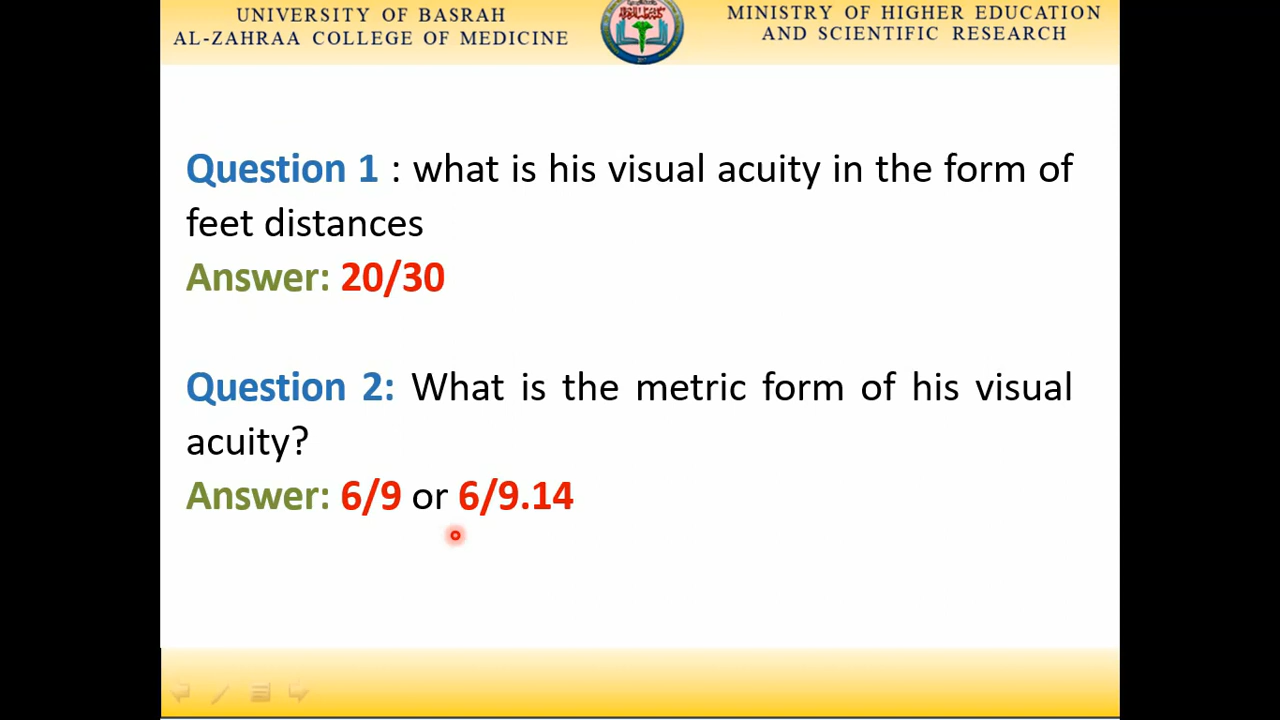 UNIVERSITY OF BASRAH
AL-ZAHRAA COLLEGE OF MEDICINE
MINISTRY OF HIGHER EDUCATION
AND SCIENTIFIC RESEARCH
Question 1 : what is his visual acuity in the form of
feet distances
Answer: 20/30
Question 2: What is the metric form of his visual
acuity?
Answer: 6/9 or 6/9.14